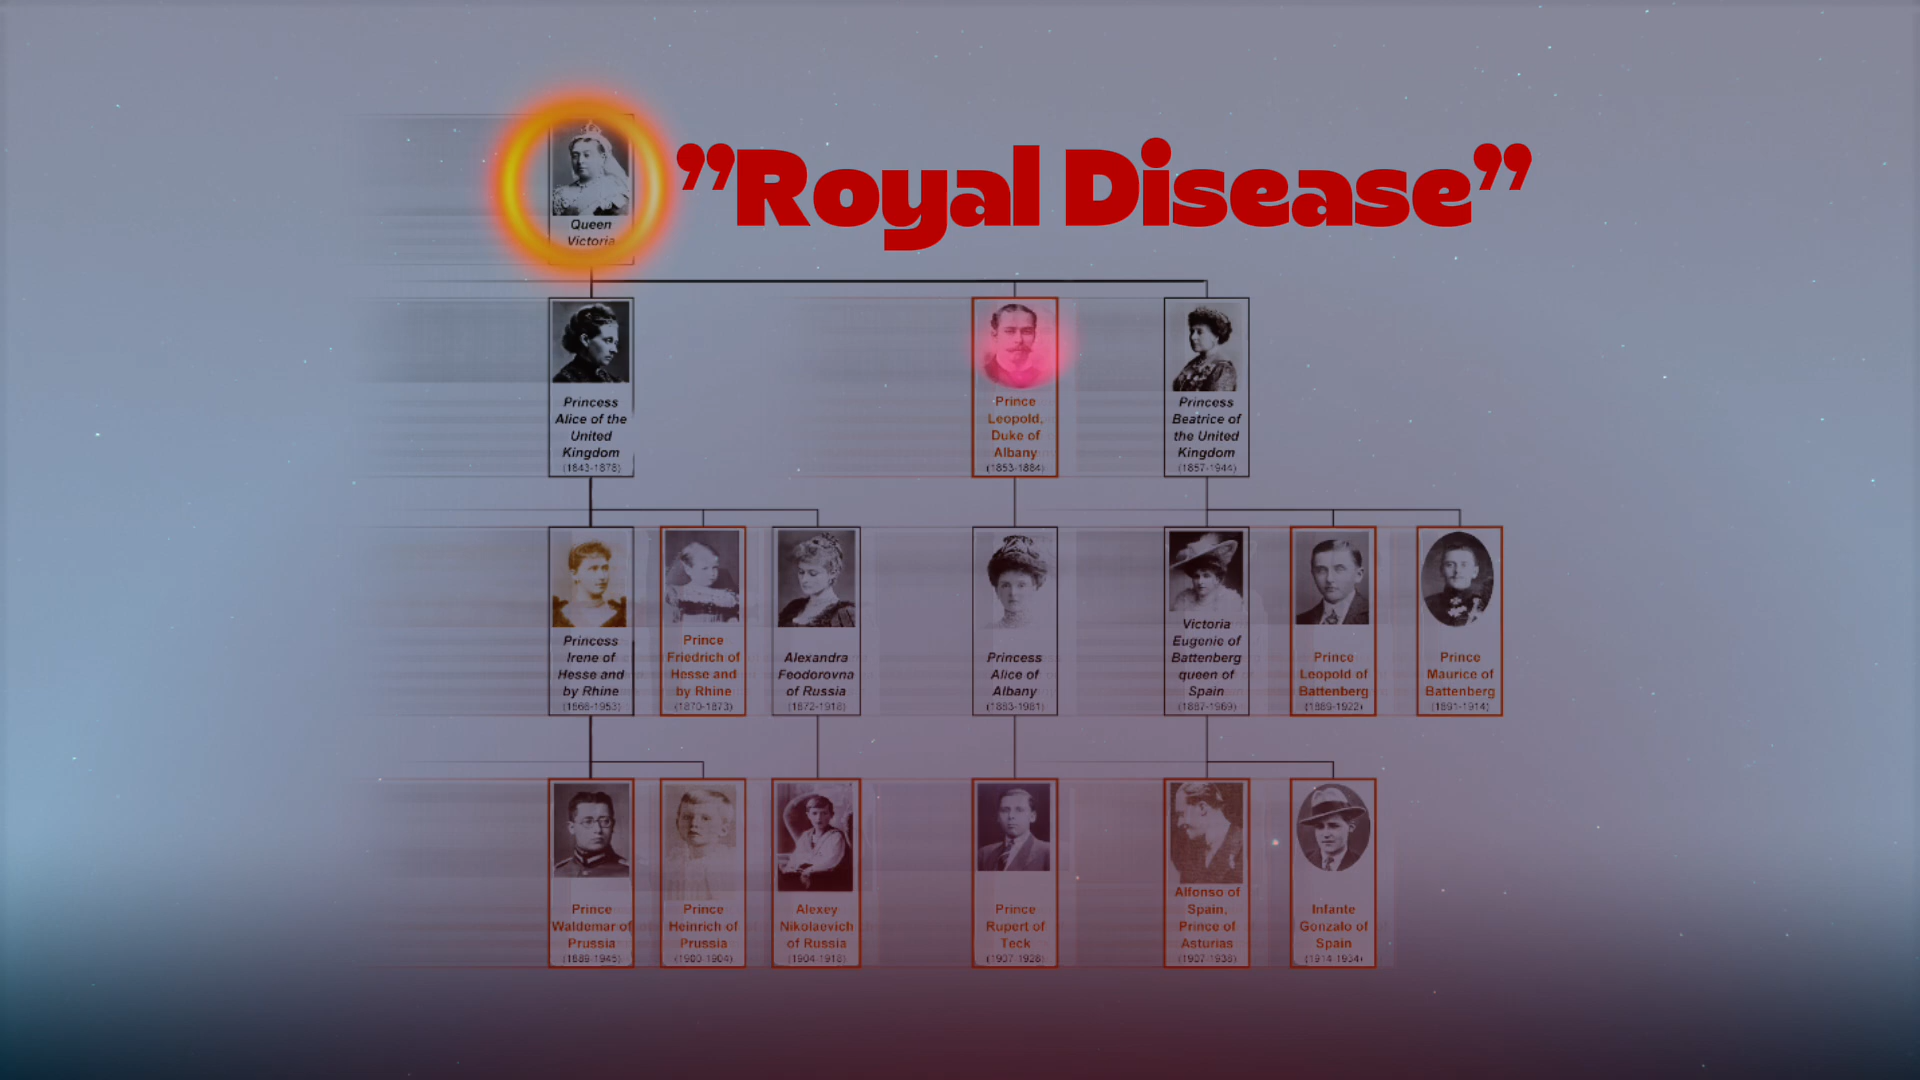 ”Royal Disease”
Queen
Victoria
Princess
Alice of the
United
Kingdom
(1843-1878)
Prince
Leopold,
Duke of
Albany
(1853-1884)
Princess
Beatrice of
the United
Kingdom
(1857-1944)
Princess
Irene of
Hesse and
by Rhine
(1866-1953)
Prince
Friedrich of
Hesse and
by Rhine
(1870-1873)
Alexandra
Feodorovna
of Russia
(1872-1918)
Princess
Alice of
Albany
(1883-1981)
Victoria
Eugenie of
Battenberg
queen of
Spain
(1887-1969)
Prince
Leopold of
Battenberg
(1889-1922)
Prince
Maurice of
Battenberg
(1891-1914)
Prince
Waldemar of
Prussia
(1889-1945)
Prince
Heinrich of
Prussia
(1900-1904)
Alexey
Nikolaevich
of Russia
(1904-1918)
Prince
Rupert of
Teck
(1907-1928)
Alfonso of
Spain,
Prince of
Asturias
(1907-1938)
Infante
Gonzalo of
Spain
(1914-1934)